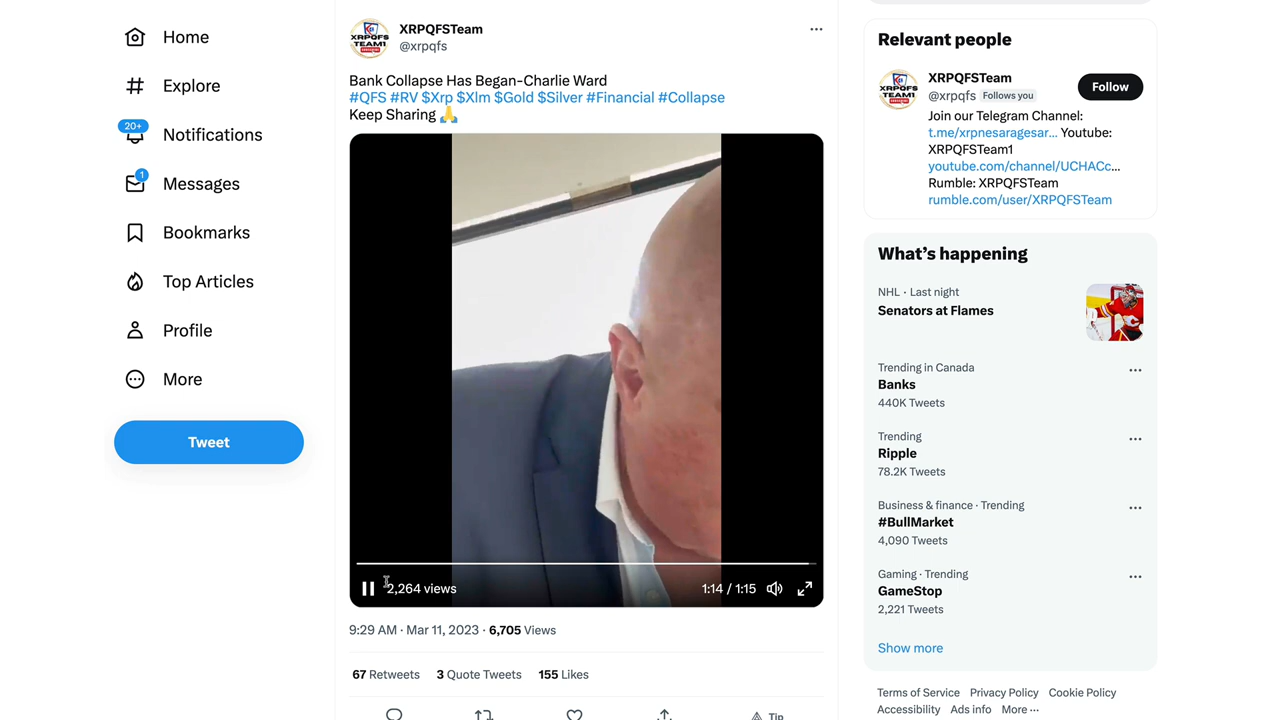 Home
Explore
20+
Notifications
1
Messages
Bookmarks
Top Articles
Profile
More
Tweet
XRPQFSTeam
@xrpqfs
Bank Collapse Has Began-Charlie Ward
#QFS #RV $Xrp $Xlm $Gold $Silver #Financial #Collapse
Keep Sharing 🙏
2,264 views
1:14 / 1:15
9:29 AM · Mar 11, 2023 · 6,705 Views
67 Retweets 3 Quote Tweets 155 Likes
Tip
Relevant people
XRPQFSTeam
@xrpqfs Follows you
Follow
Join our Telegram Channel:
t.me/xrpnesaragesar... Youtube:
XRPQFSTeam1
youtube.com/channel/UCHACc...
Rumble: XRPQFSTeam
rumble.com/user/XRPQFSTeam
What's happening
NHL · Last night
Senators at Flames
Trending in Canada
Banks
440K Tweets
Trending
Ripple
78.2K Tweets
Business & finance · Trending
#BullMarket
4,090 Tweets
Gaming · Trending
GameStop
2,221 Tweets
Show more
Terms of Service Privacy Policy Cookie Policy
Accessibility Ads info More ···